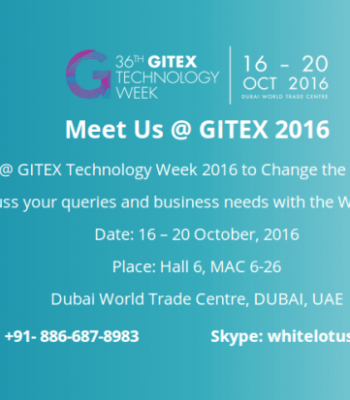 36TH GITEX
TECHNOLOGY
WEEK
16 – 20
OCT 2016
DUBAI WORLD TRADE CENTRE
Meet Us @ GITEX 2016
@ GITEX Technology Week 2016 to Change the
uss your queries and business needs with the W
Date: 16 – 20 October, 2016
Place: Hall 6, MAC 6-26
Dubai World Trade Centre, DUBAI, UAE
+91- 886-687-8983 Skype: whitelotus